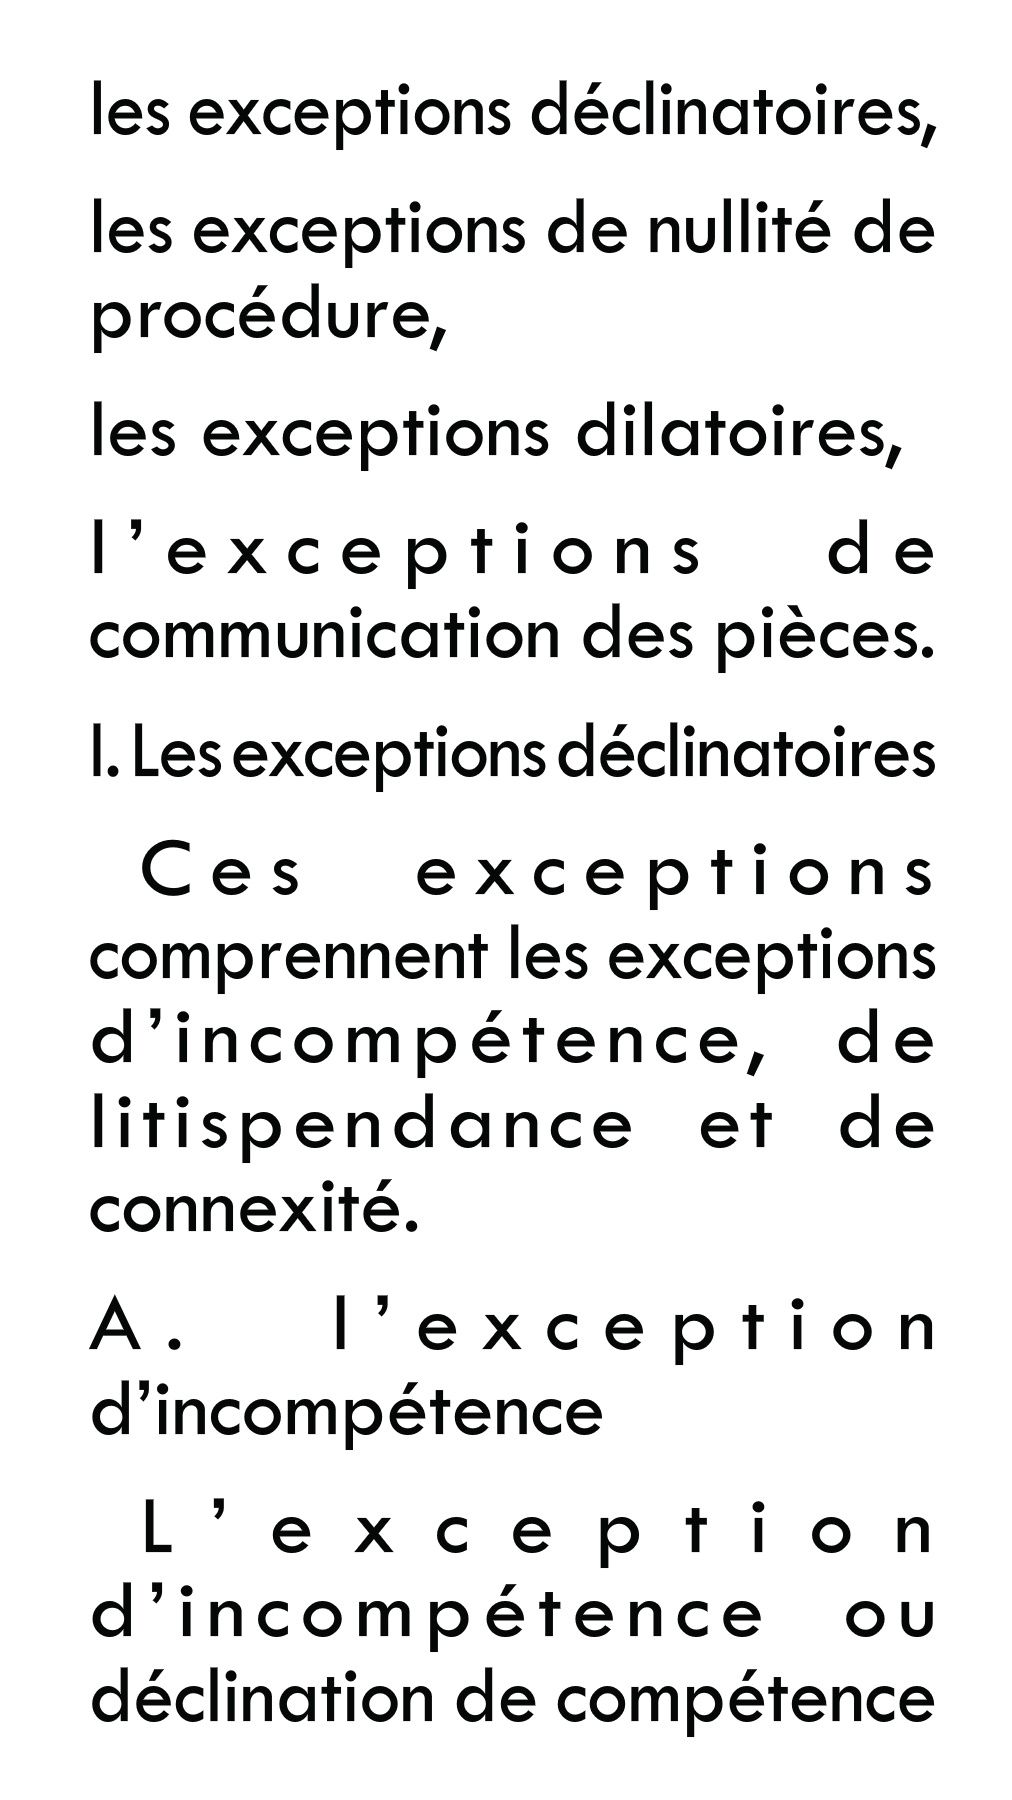 les exceptions déclinatoires,
les exceptions de nullité de
procédure,
les exceptions dilatoires,
l’exceptions de
communication des pièces.
I. Les exceptions déclinatoires
Ces exceptions
comprennent les exceptions
d’incompétence, de
litispendance et de
connexité.
A. l’exception
d’incompétence
L’exception
d’incompétence ou
déclination de compétence